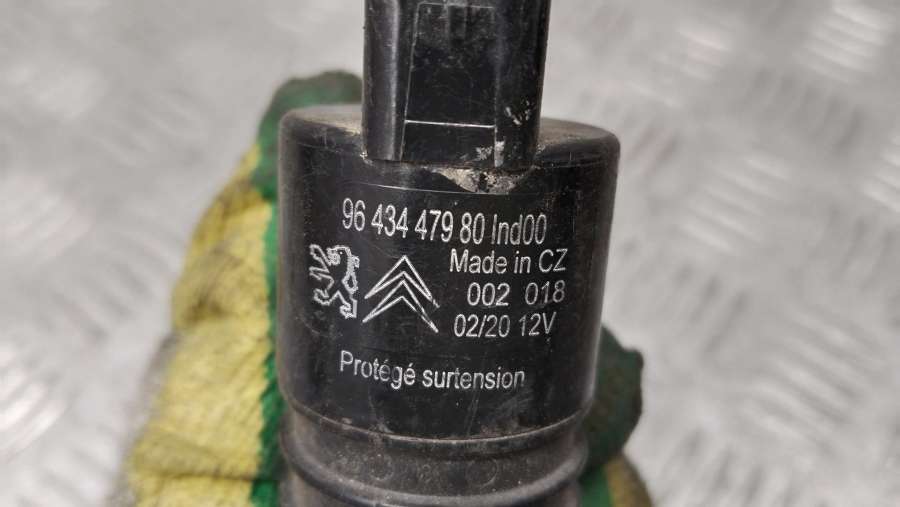 96 434 479 80 Ind00
Made in CZ
002 018
02/20 12V
Protégé surtension